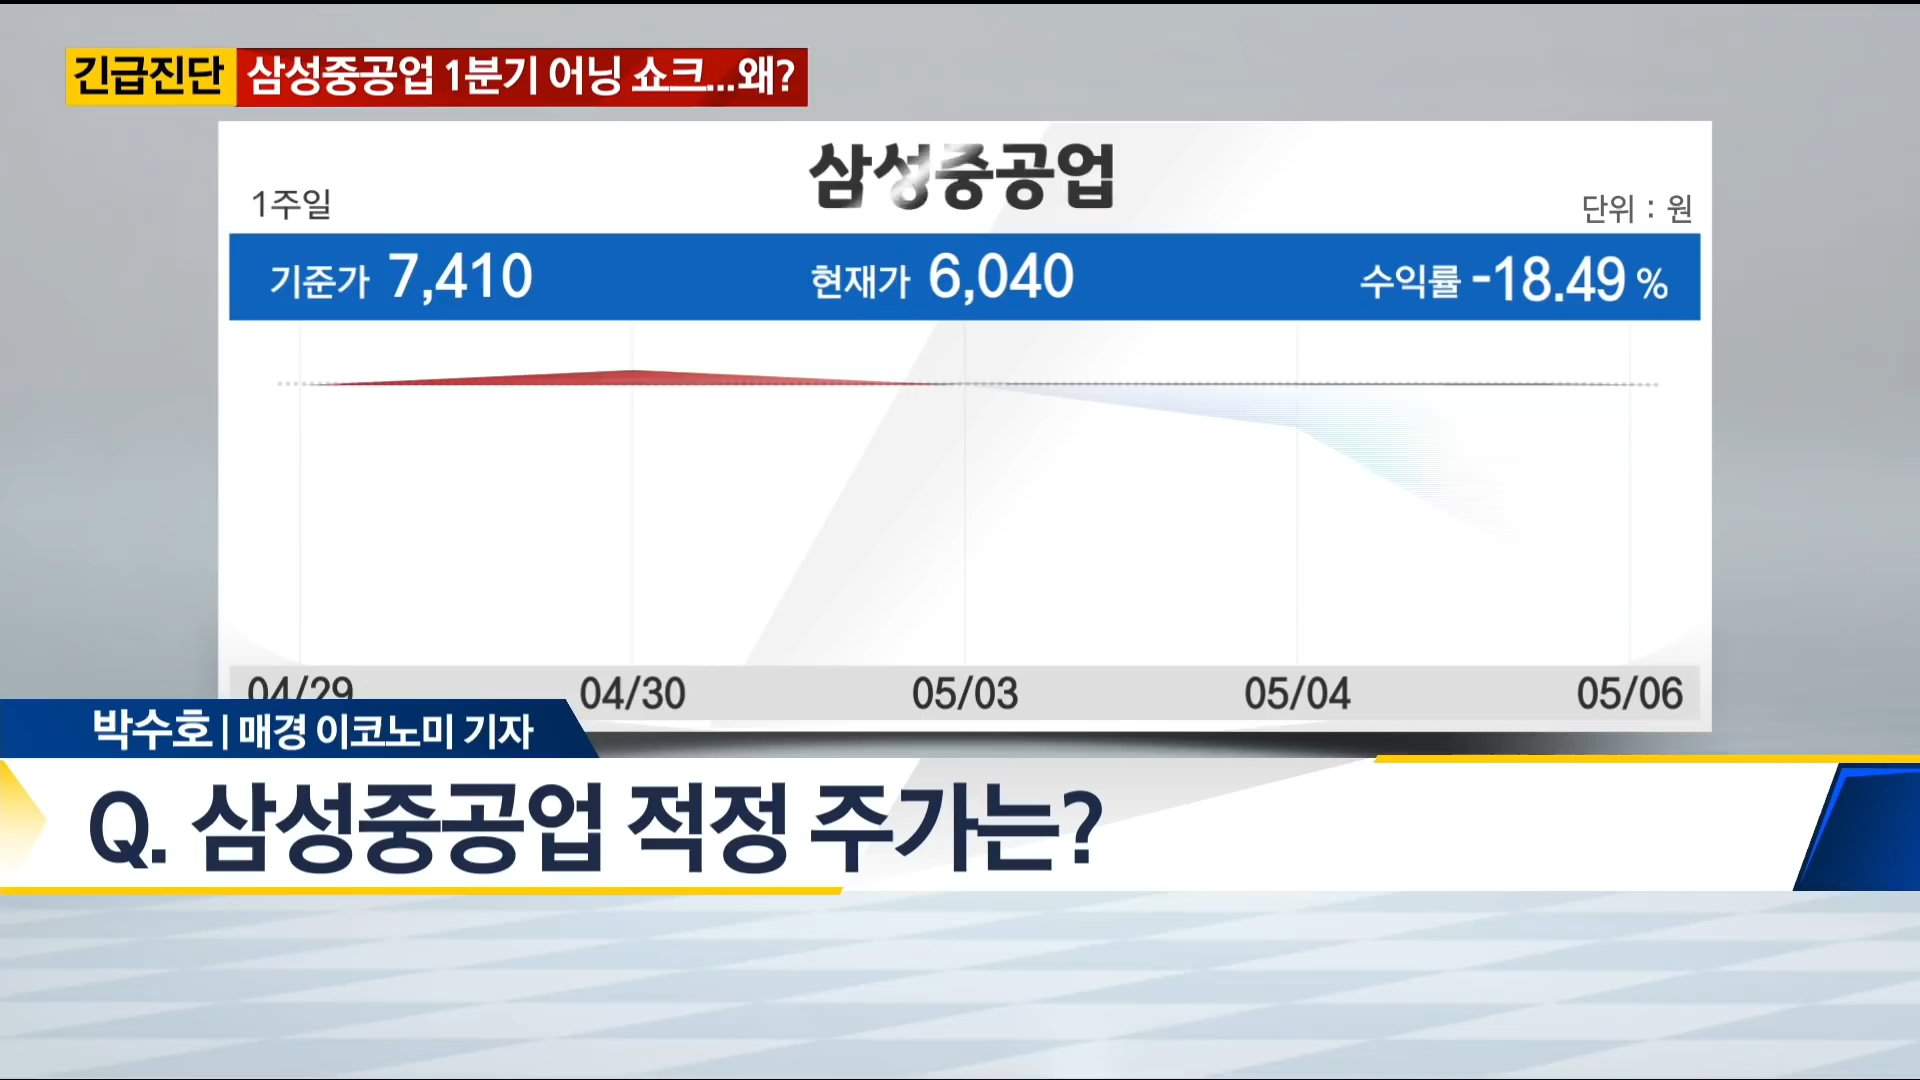 긴급진단 삼성중공업 1분기 어닝 쇼크...왜?
삼성중공업
1주일
단위 : 원
기준가 7,410 현재가 6,040 수익률 -18.49 %
04/29 04/30 05/03 05/04 05/06
박수호 | 매경 이코노미 기자
Q. 삼성중공업 적정 주가는?